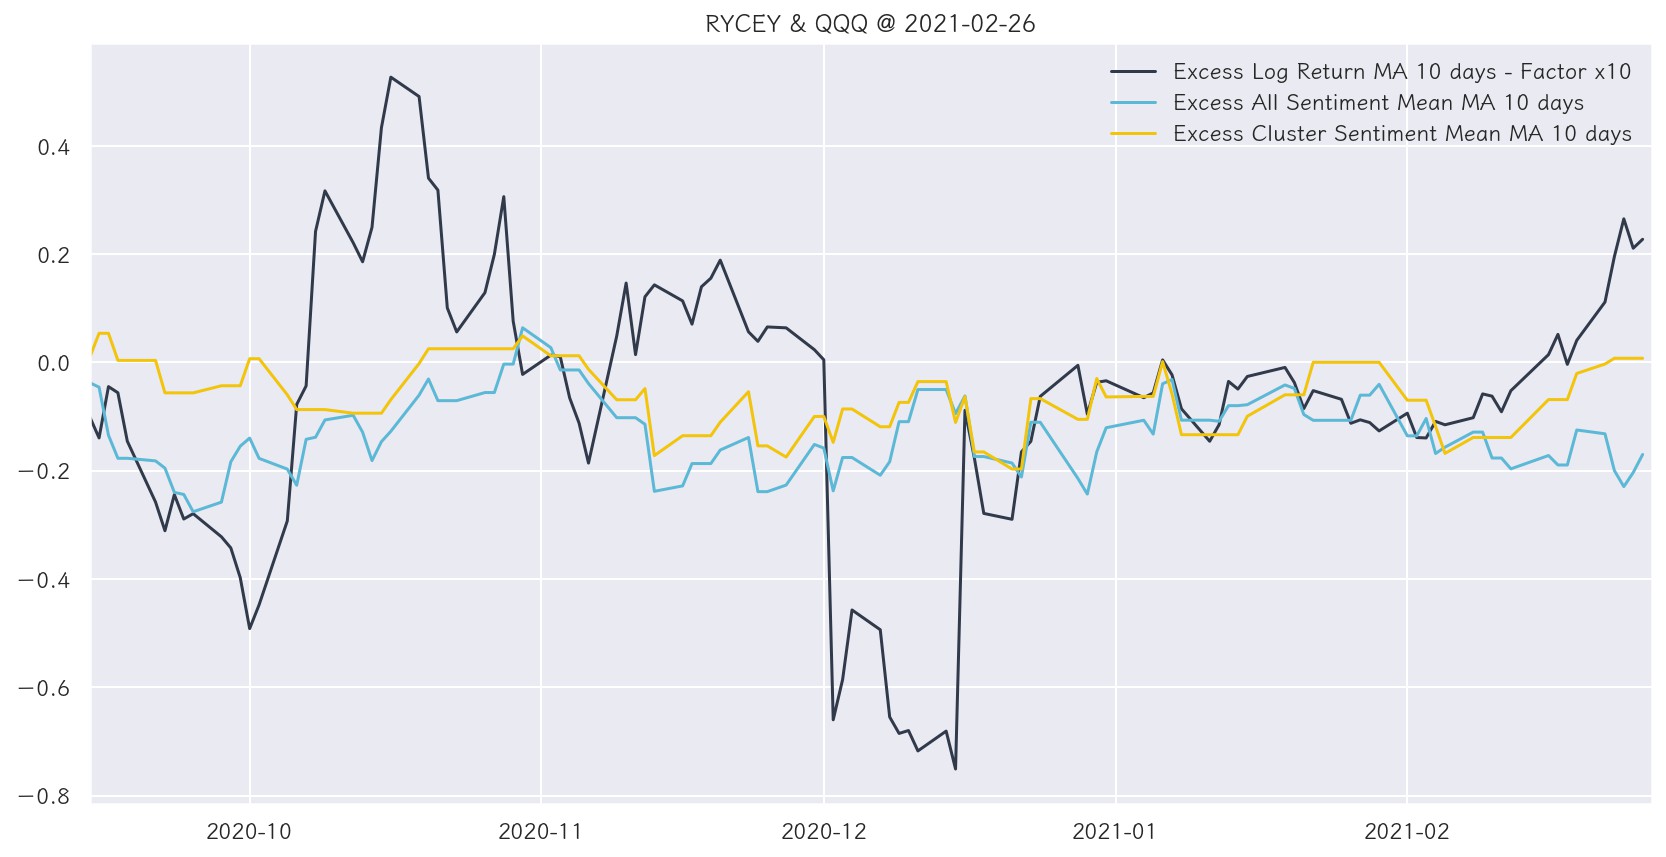 RYCEY & QQQ @ 2021-02-26
Excess Log Return MA 10 days - Factor x10
Excess All Sentiment Mean MA 10 days
Excess Cluster Sentiment Mean MA 10 days
0.4
0.2
0.0
−0.2
−0.4
−0.6
−0.8
2020-10 2020-11 2020-12 2021-01 2021-02